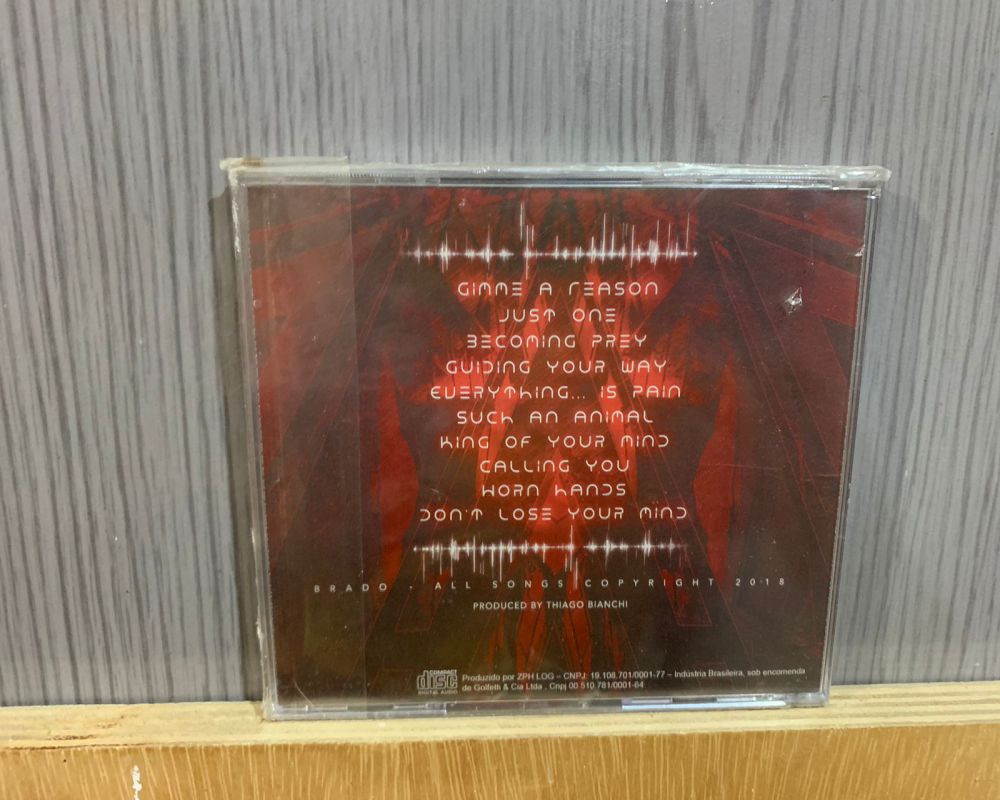 GIMME A REASON
JUST ONE
BECOMING PREY
GUIDING YOUR WAY
EVERYTHING... IS PAIN
SUCH AN ANIMAL
KING OF YOUR MIND
CALLING YOU
WORN HANDS
DON'T LOSE YOUR MIND
BRADO - ALL SONGS COPYRIGHT 2018
PRODUCED BY THIAGO BIANCHI
COMPACT
disc
DIGITAL AUDIO
Produzido por ZPH LOG – CNPJ: 19.108.701/0001-77 – Indústria Brasileira, sob encomenda
de Golfetti & Cia Ltda , Cnpj 00.510.781/0001-84